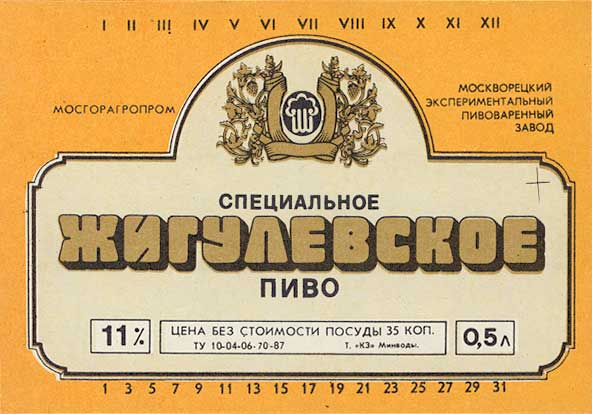 I II III IV V VI VII VIII IX X XI XII
МОСГОРАГРОПРОМ
МОСКВОРЕЦКИЙ
ЭКСПЕРИМЕНТАЛЬНЫЙ
ПИВОВАРЕННЫЙ
ЗАВОД
СПЕЦИАЛЬНОЕ
ЖИГУЛЕВСКОЕ
ПИВО
11%
ЦЕНА БЕЗ СТОИМОСТИ ПОСУДЫ 35 КОП.
ТУ 10-04-06-70-87 Т. «КЗ» Минводы.
0,5 л
1 3 5 7 9 11 13 15 17 19 21 23 25 27 29 31